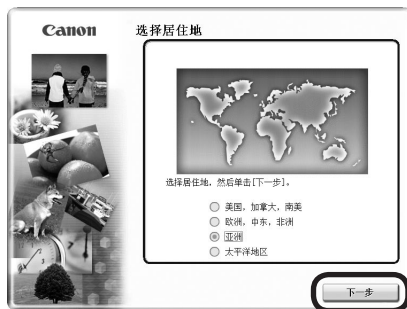 Canon
选择居住地
选择居住地，然后单击[下一步]。
美国，加拿大，南美
欧洲，中东，非洲
亚洲
太平洋地区
下一步